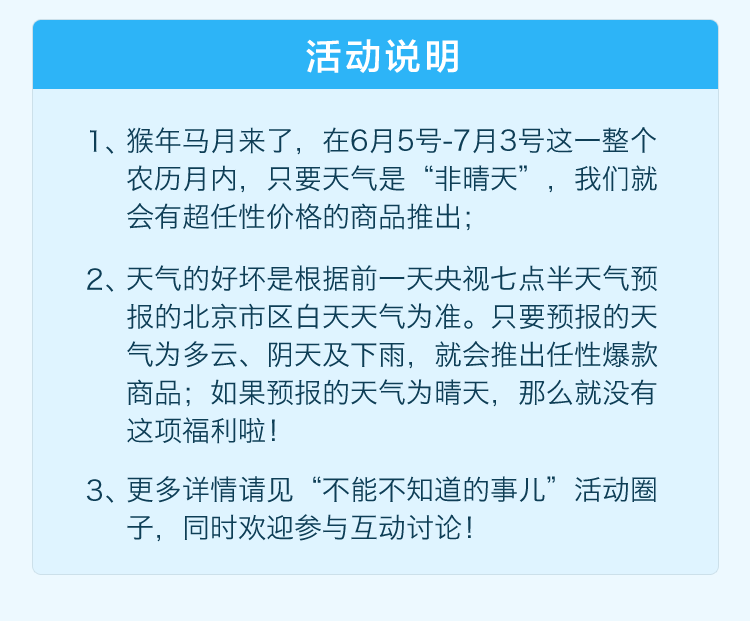 活动说明
1、猴年马月来了，在6月5号-7月3号这一整个
农历月内，只要天气是“非晴天”，我们就
会有超任性价格的商品推出；
2、天气的好坏是根据前一天央视七点半天气预
报的北京市区白天天气为准。只要预报的天
气为多云、阴天及下雨，就会推出任性爆款
商品；如果预报的天气为晴天，那么就没有
这项福利啦！
3、更多详情请见“不能不知道的事儿”活动圈
子，同时欢迎参与互动讨论！